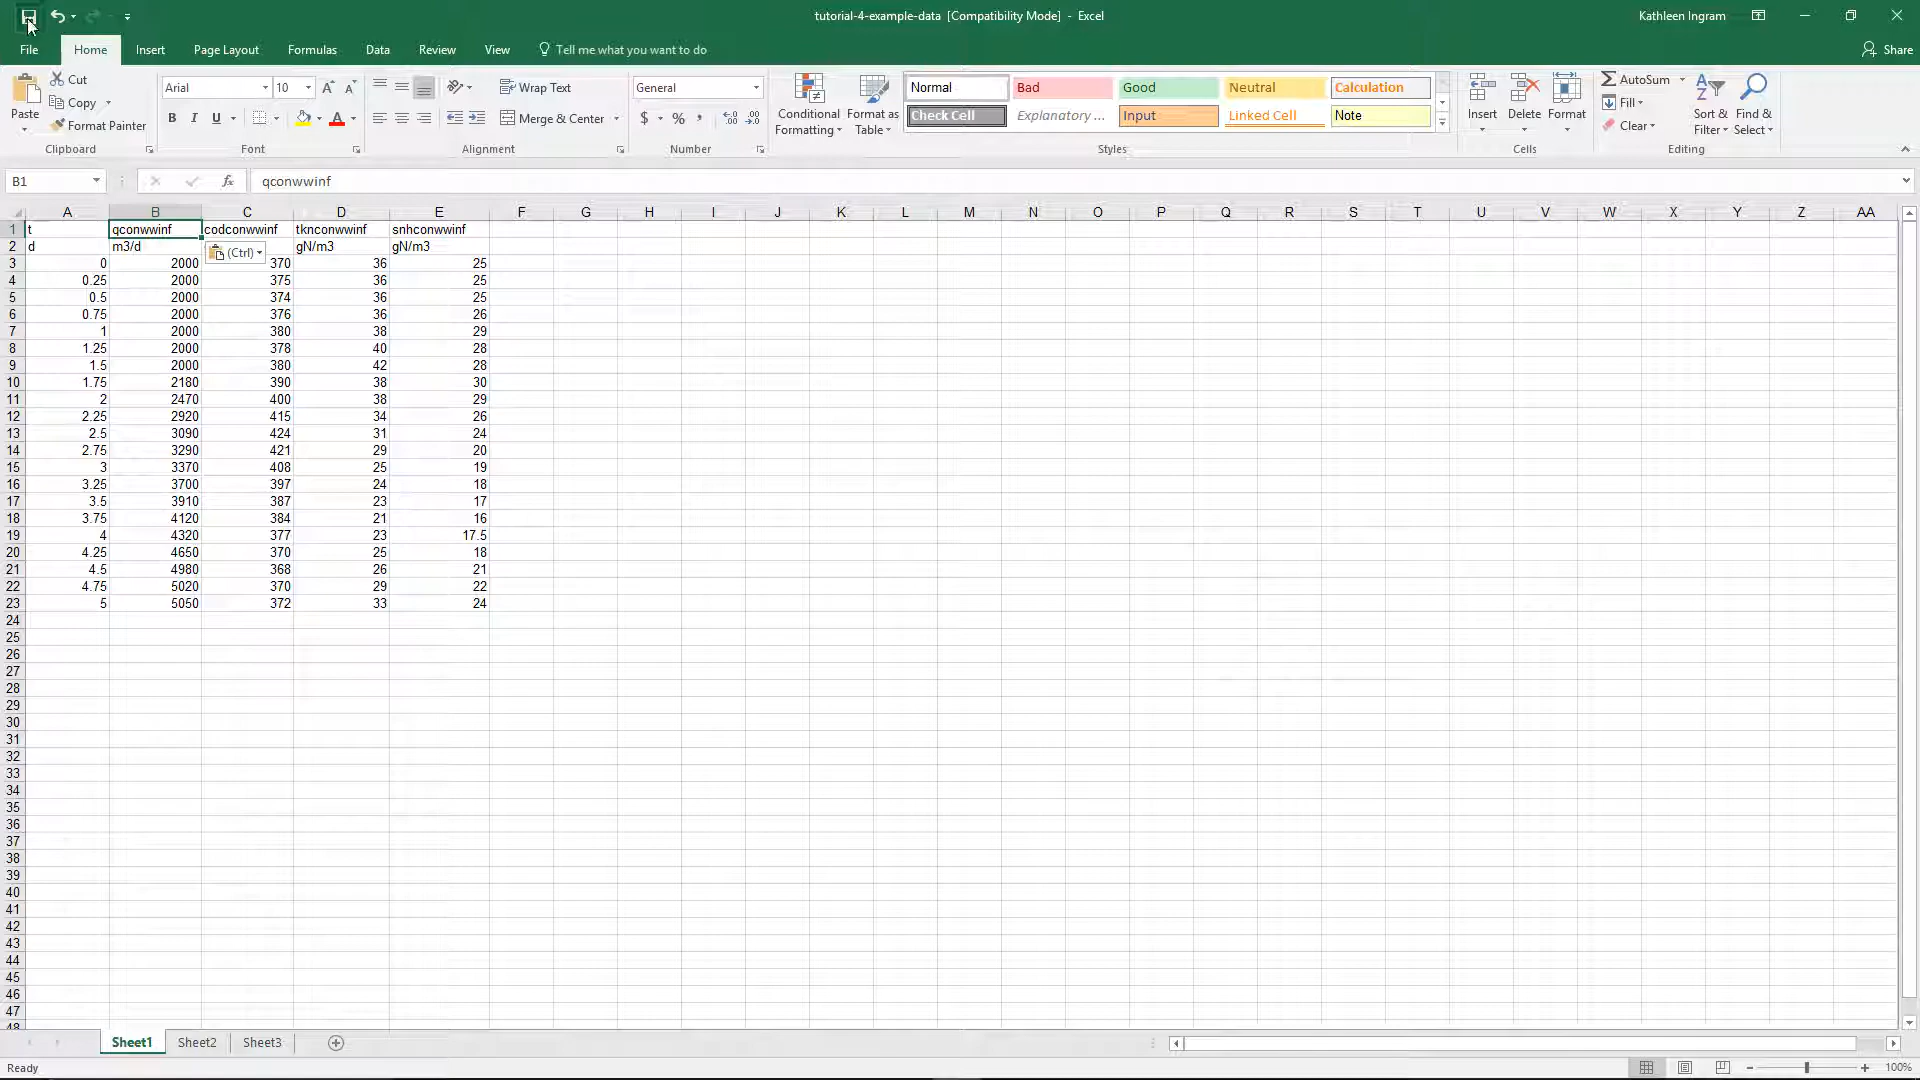 tutorial-4-example-data [Compatibility Mode] - Excel
Kathleen Ingram
File Home Insert Page Layout Formulas Data Review View Tell me what you want to do Share
Paste
Cut
Copy
Format Painter
Clipboard
Arial 10
B I U
Font
Wrap Text
Merge & Center
Alignment
General
$ % ,
Number
Conditional Formatting
Format as Table
Normal Bad Good Neutral Calculation
Check Cell Explanatory ... Input Linked Cell Note
Styles
Insert Delete Format
Cells
AutoSum
Fill
Clear
Sort & Filter
Find & Select
Editing
B1 fx qconwwinf
A B C D E F G H I J K L M N O P Q R S T U V W X Y Z AA
1 t qconwwinf codconwwinf tknconwwinf snhconwwinf
2 d m3/d (Ctrl) gN/m3 gN/m3
3 0 2000 370 36 25
4 0.25 2000 375 36 25
5 0.5 2000 374 36 25
6 0.75 2000 376 36 26
7 1 2000 380 38 29
8 1.25 2000 378 40 28
9 1.5 2000 380 42 28
10 1.75 2180 390 38 30
11 2 2470 400 38 29
12 2.25 2920 415 34 26
13 2.5 3090 424 31 24
14 2.75 3290 421 29 20
15 3 3370 408 25 19
16 3.25 3700 397 24 18
17 3.5 3910 387 23 17
18 3.75 4120 384 21 16
19 4 4320 377 23 17.5
20 4.25 4650 370 25 18
21 4.5 4980 368 26 21
22 4.75 5020 370 29 22
23 5 5050 372 33 24
24
25
26
27
28
29
30
31
32
33
34
35
36
37
38
39
40
41
42
43
44
45
46
47
48
Sheet1 Sheet2 Sheet3
Ready
100%